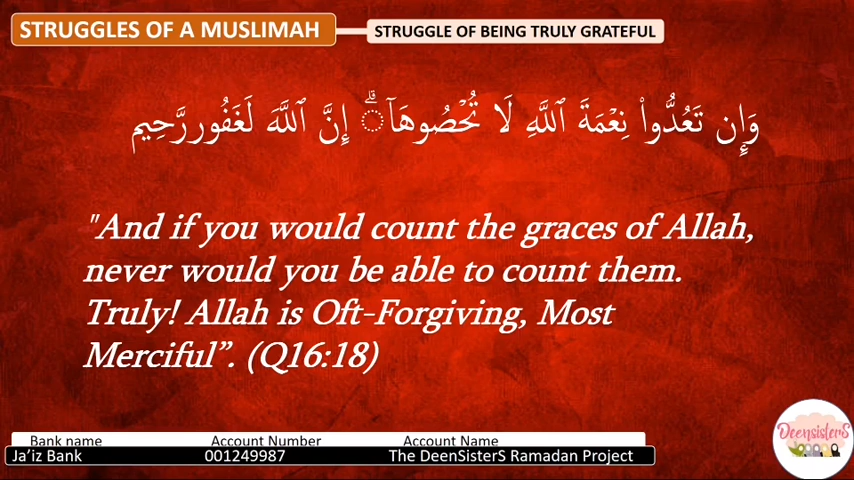 STRUGGLES OF A MUSLIMAH
STRUGGLE OF BEING TRULY GRATEFUL
وَإِن تَعُدُّوا۟ نِعْمَةَ ٱللَّهِ لَا تُحْصُوهَآ ۗ إِنَّ ٱللَّهَ لَغَفُوررَّحِيم
"And if you would count the graces of Allah,
never would you be able to count them.
Truly! Allah is Oft-Forgiving, Most
Merciful”. (Q16:18)
Bank name Account Number Account Name
Ja’iz Bank 001249987 The DeenSisterS Ramadan Project
DeensisterS